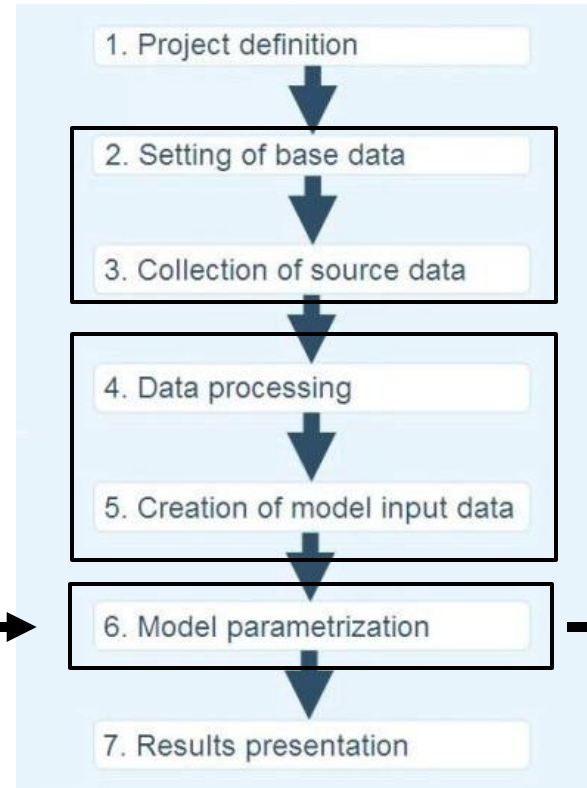 1. Project definition
2. Setting of base data
3. Collection of source data
4. Data processing
5. Creation of model input data
6. Model parametrization
7. Results presentation